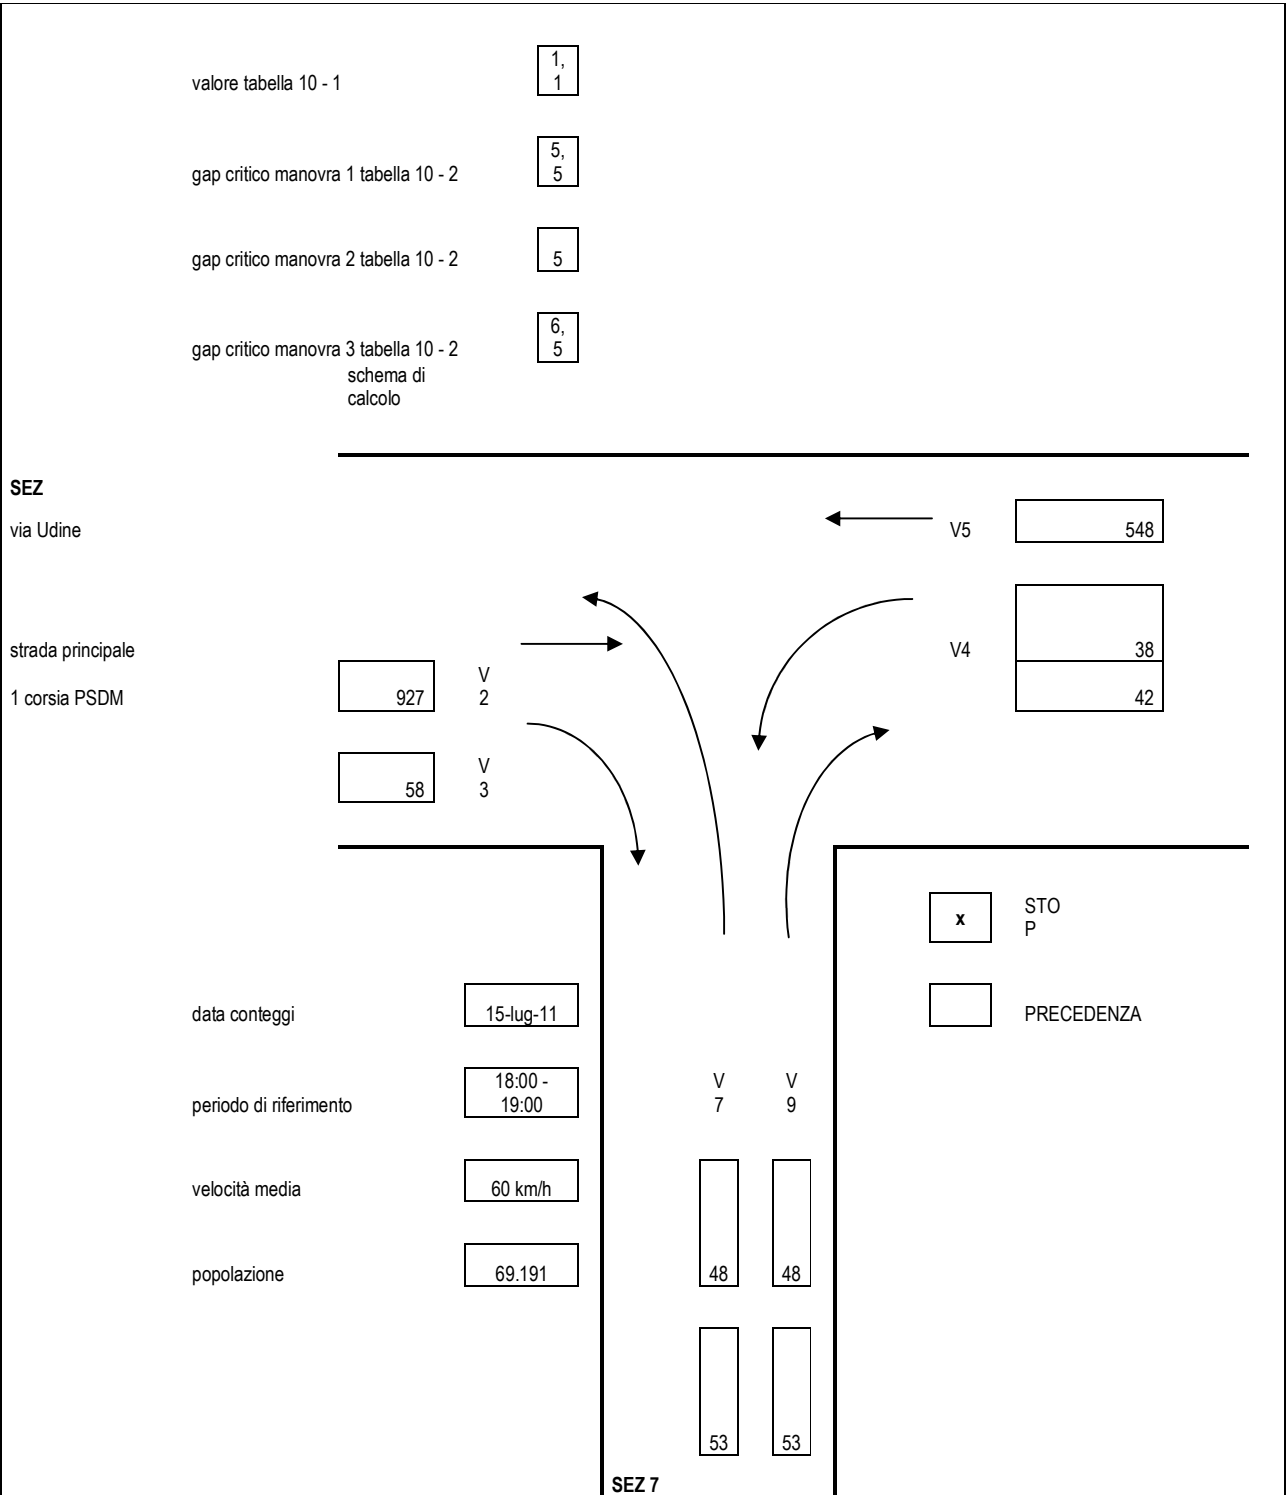 valore tabella 10 - 1
1,
1
gap critico manovra 1 tabella 10 - 2
5,
5
gap critico manovra 2 tabella 10 - 2
5
gap critico manovra 3 tabella 10 - 2
6,
5
schema di
calcolo
SEZ
via Udine
V5
548
strada principale
V4
38
1 corsia PSDM
927
V
2
42
58
V
3
x
STO
P
data conteggi
15-lug-11
PRECEDENZA
periodo di riferimento
18:00 -
19:00
V
7
V
9
velocità media
60 km/h
popolazione
69.191
48
48
53
53
SEZ 7